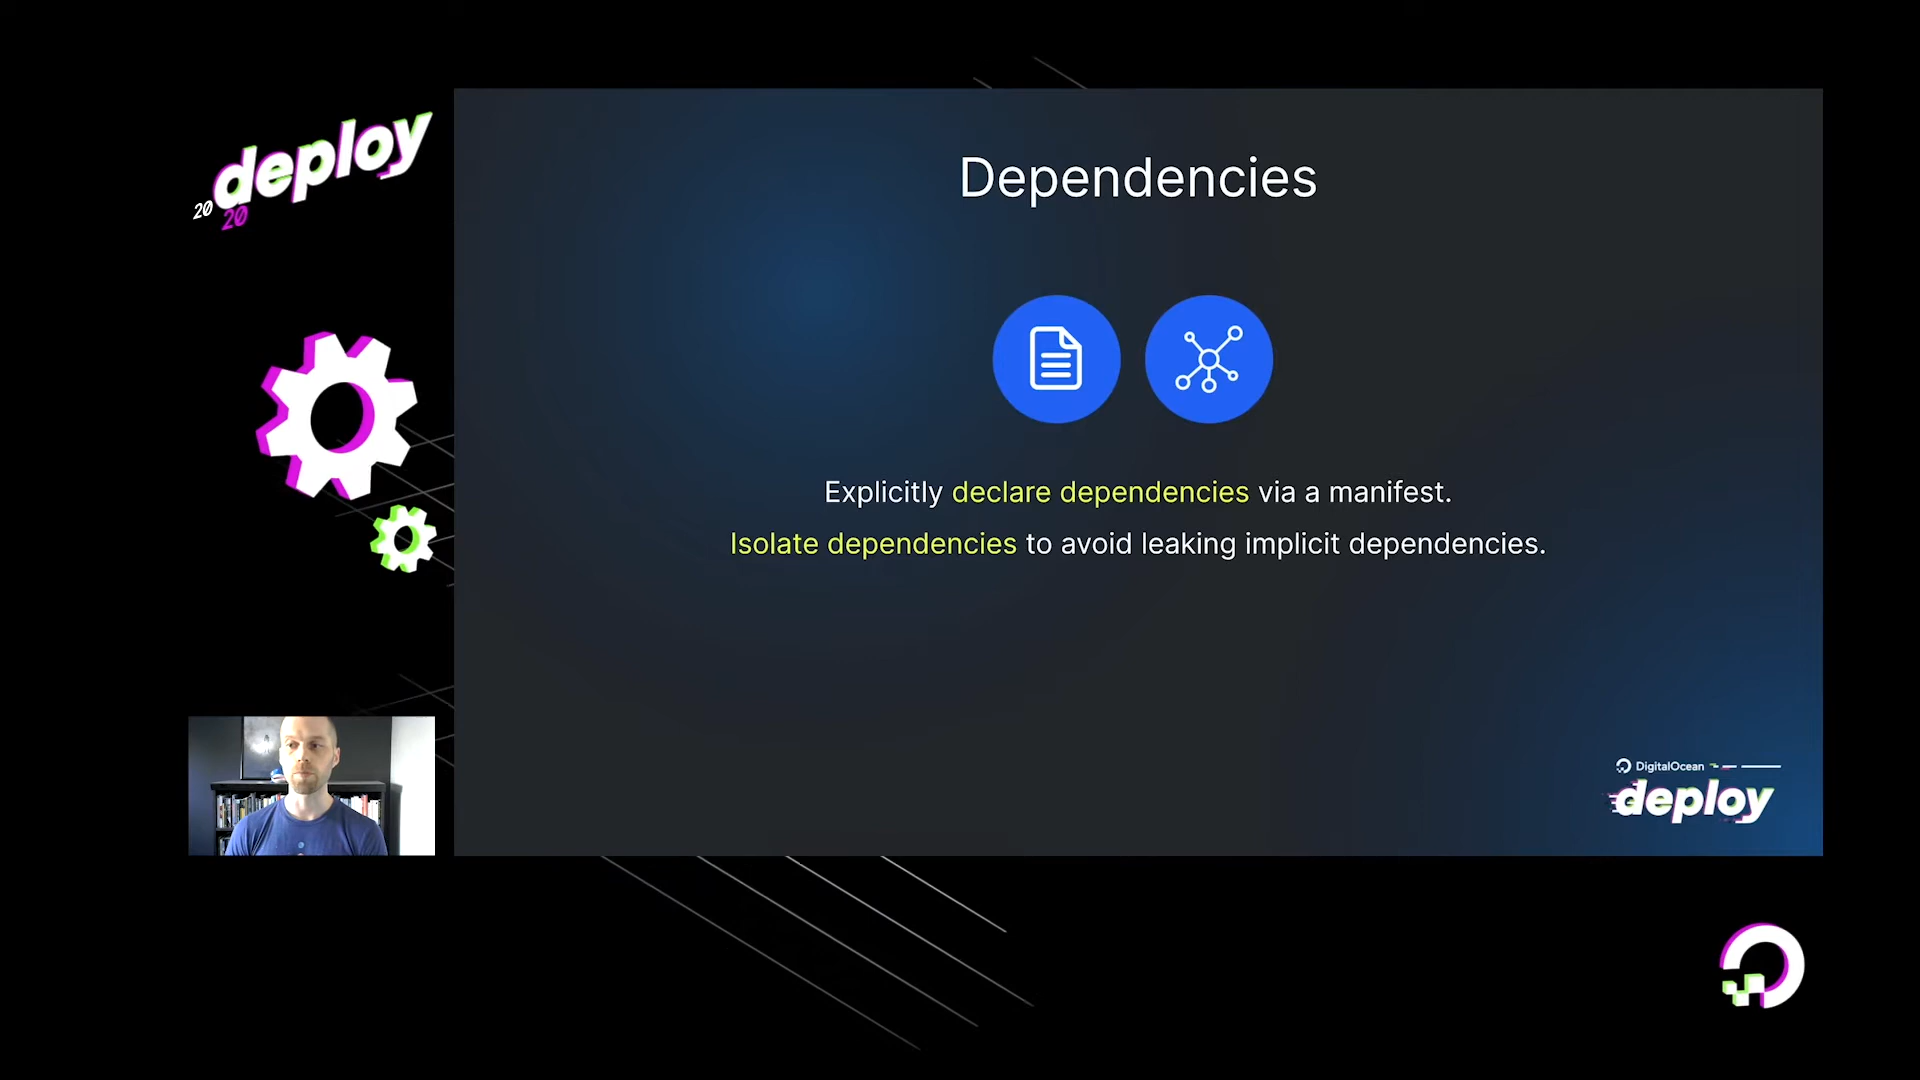 deploy
20
20
Dependencies
Explicitly declare dependencies via a manifest.
Isolate dependencies to avoid leaking implicit dependencies.
DigitalOcean
deploy